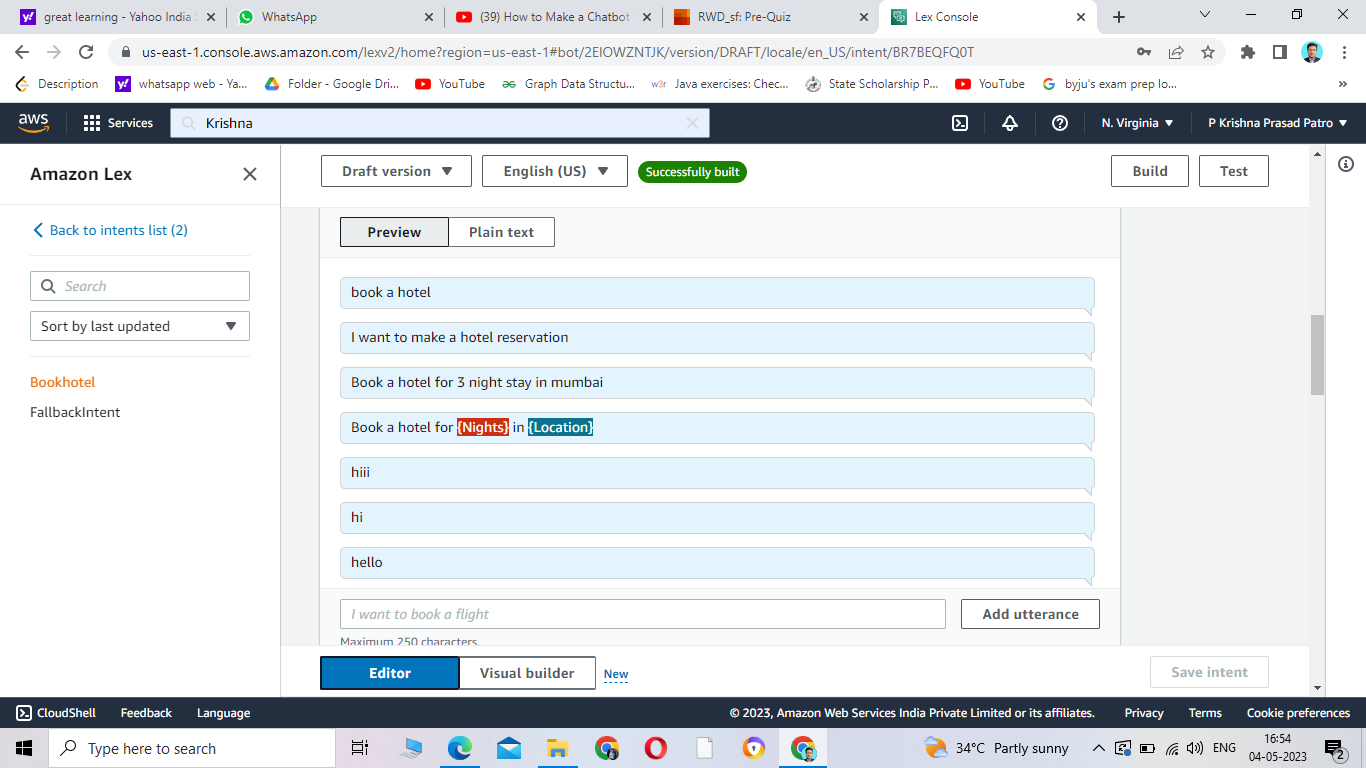 great learning - Yahoo India S
WhatsApp
(39) How to Make a Chatbot
RWD_sf: Pre-Quiz
Lex Console
us-east-1.console.aws.amazon.com/lexv2/home?region=us-east-1#bot/2EIOWZNTJK/version/DRAFT/locale/en_US/intent/BR7BEQFQ0T
Description
whatsapp web - Ya...
Folder - Google Dri...
YouTube
Graph Data Structu...
w3r Java exercises: Chec...
State Scholarship P...
YouTube
byju's exam prep lo...
aws
Services
Krishna
N. Virginia
P Krishna Prasad Patro
Amazon Lex
Draft version
English (US)
Successfully built
Build
Test
Back to intents list (2)
Search
Sort by last updated
Bookhotel
FallbackIntent
Preview
Plain text
book a hotel
I want to make a hotel reservation
Book a hotel for 3 night stay in mumbai
Book a hotel for {Nights} in {Location}
hiii
hi
hello
I want to book a flight
Add utterance
Maximum 250 characters.
Editor
Visual builder
New
Save intent
CloudShell
Feedback
Language
© 2023, Amazon Web Services India Private Limited or its affiliates.
Privacy
Terms
Cookie preferences
Type here to search
34°C Partly sunny
ENG
16:54
04-05-2023
2